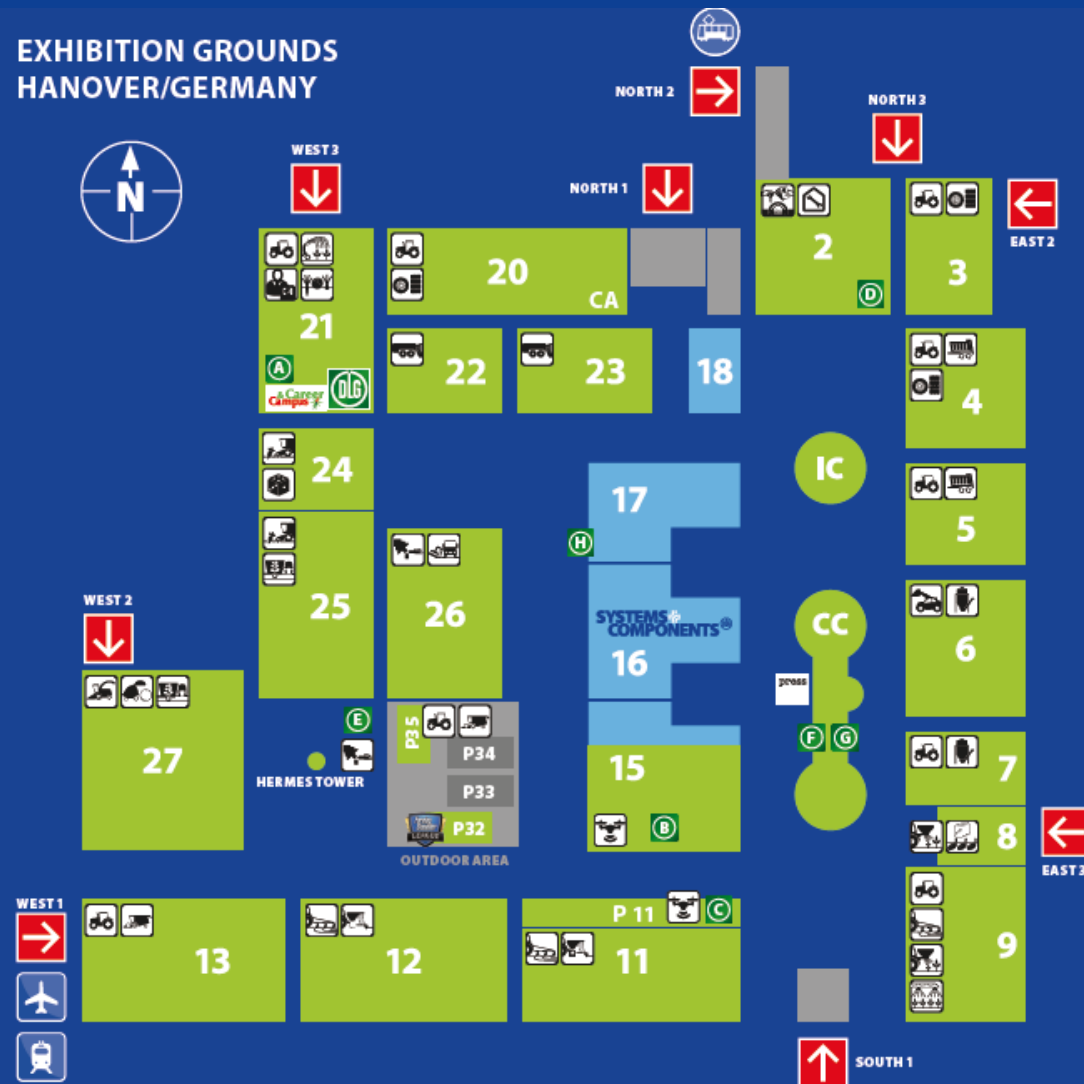 EXHIBITION GROUNDS
HANOVER/GERMANY
N
NORTH 2
NORTH 3
WEST 3
NORTH 1
EAST 2
2
D
3
20
CA
21
A
Career
Campus
DLG
22
23
18
4
IC
24
17
H
5
25
26
WEST 2
SYSTEMS
COMPONENTS
16
CC
press
6
27
E
HERMES TOWER
P35
P34
P33
P32
LEAGUE
OUTDOOR AREA
15
B
F
G
7
8
EAST 3
WEST 1
13
12
P 11
C
11
9
SOUTH 1